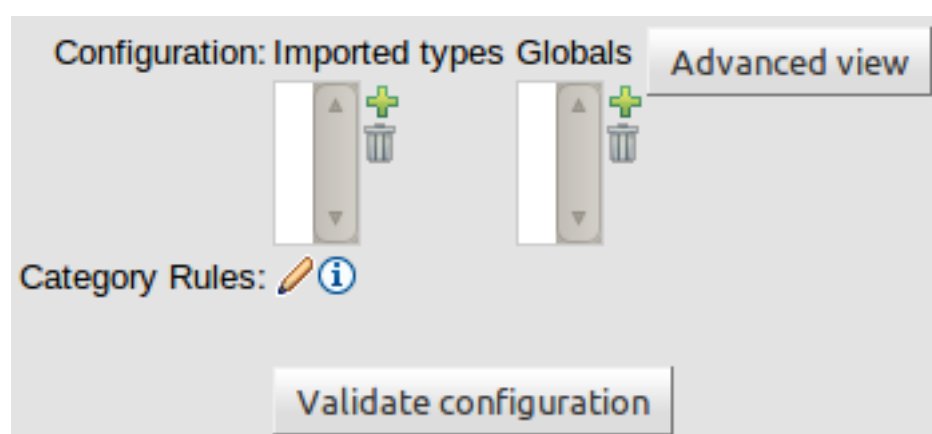 Configuration: Imported types Globals Advanced view
Category Rules:
Validate configuration